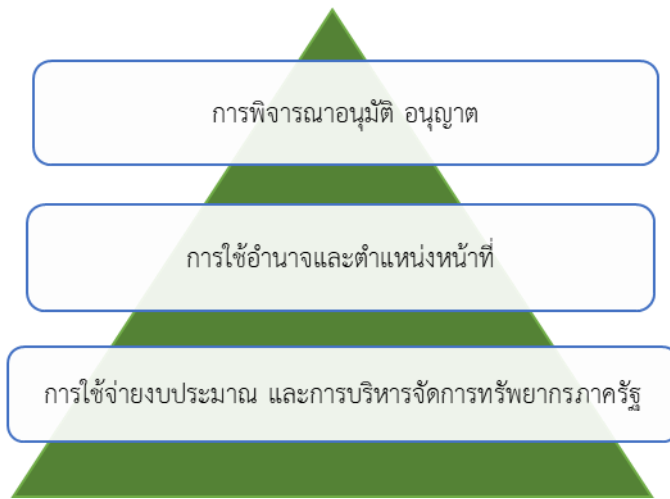 การพิจารณาอนุมัติ อนุญาต
การใช้อำนาจและตำแหน่งหน้าที่
การใช้จ่ายงบประมาณ และการบริหารจัดการทรัพยากรภาครัฐ